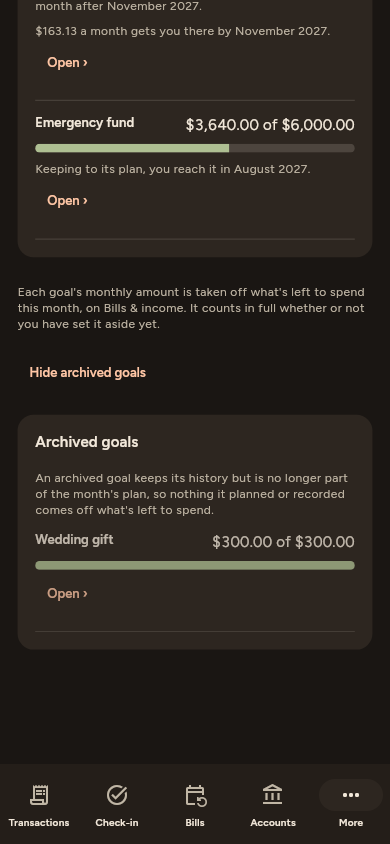 month after November 2027.
$163.13 a month gets you there by November 2027.
Open ›
Emergency fund
$3,640.00 of $6,000.00
Keeping to its plan, you reach it in August 2027.
Open ›
Each goal's monthly amount is taken off what's left to spend
this month, on Bills & income. It counts in full whether or not
you have set it aside yet.
Hide archived goals
Archived goals
An archived goal keeps its history but is no longer part
of the month's plan, so nothing it planned or recorded
comes off what's left to spend.
Wedding gift
$300.00 of $300.00
Open ›
Transactions
Check-in
Bills
Accounts
More